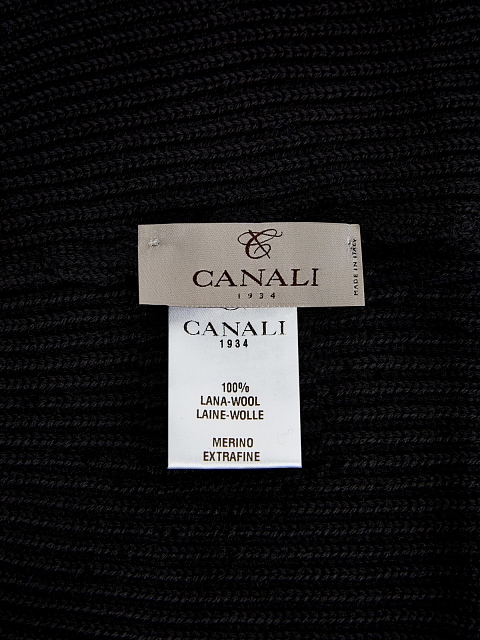 CANALI
1934
MADE IN ITALY
CANALI
1934
100%
LANA-WOOL
LAINE-WOLLE
MERINO
EXTRAFINE